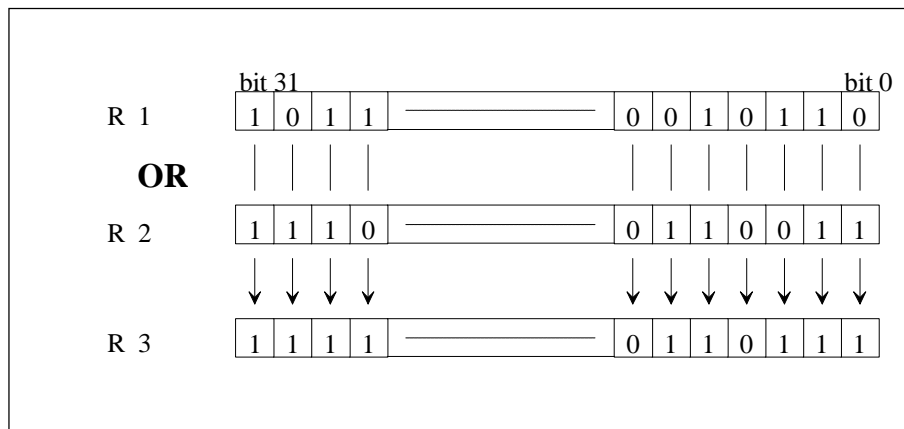 bit 31 bit 0
R 1 1 0 1 1 0 0 1 0 1 1 0
OR
R 2 1 1 1 0 0 1 1 0 0 1 1
R 3 1 1 1 1 0 1 1 0 1 1 1